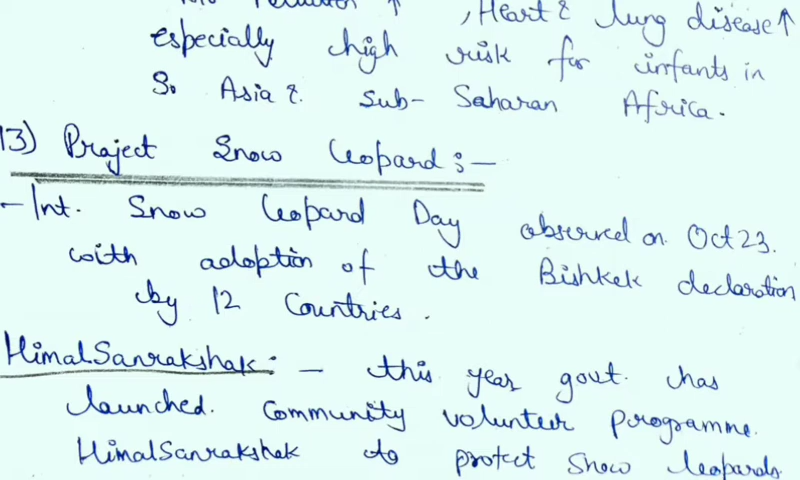 ↑ , Heart & lung disease ↑
especially high risk for infants in
So Asia & Sub-Saharan Africa.
13) Project Snow leopard :-
- Int. Snow leopard Day observed on Oct 23.
with adoption of the Bishkek declaration
by 12 Countries.
HimalSanrakshak: - this year govt. has
launched. Community volunteer programme.
HimalSanrakshak to protect Snow leopards